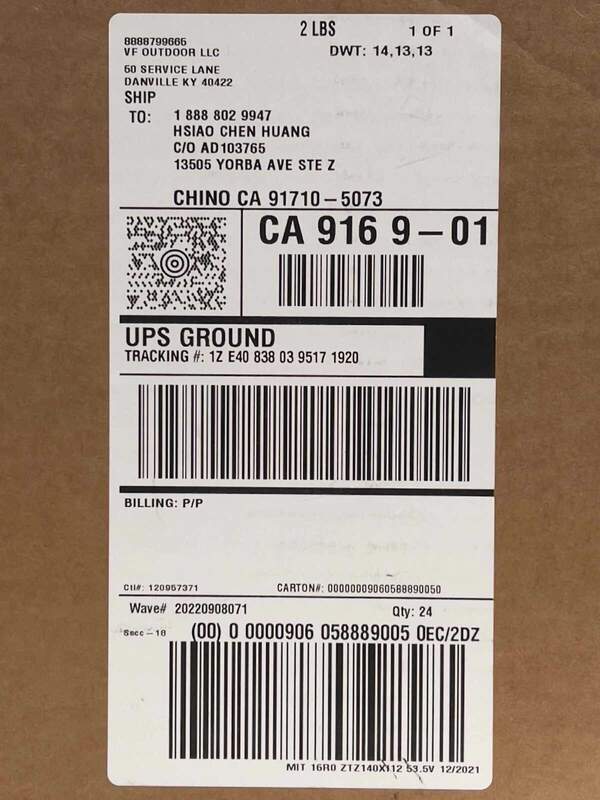 2 LBS 1 OF 1
8888799665
VF OUTDOOR LLC
DWT: 14,13,13
50 SERVICE LANE
DANVILLE KY 40422
SHIP
TO: 1 888 802 9947
HSIAO CHEN HUANG
C/O AD103765
13505 YORBA AVE STE Z
CHINO CA 91710-5073
CA 916 9-01
UPS GROUND
TRACKING #: 1Z E40 838 03 9517 1920
BILLING: P/P
Ctl#: 120957371 CARTON#: 00000009060588890050
Wave# 20220908071 Qty: 24
Sscc-18 (00) 0 0000906 058889005 0EC/2DZ
MIT 16R0 ZTZ140X112 53.5V 12/2021